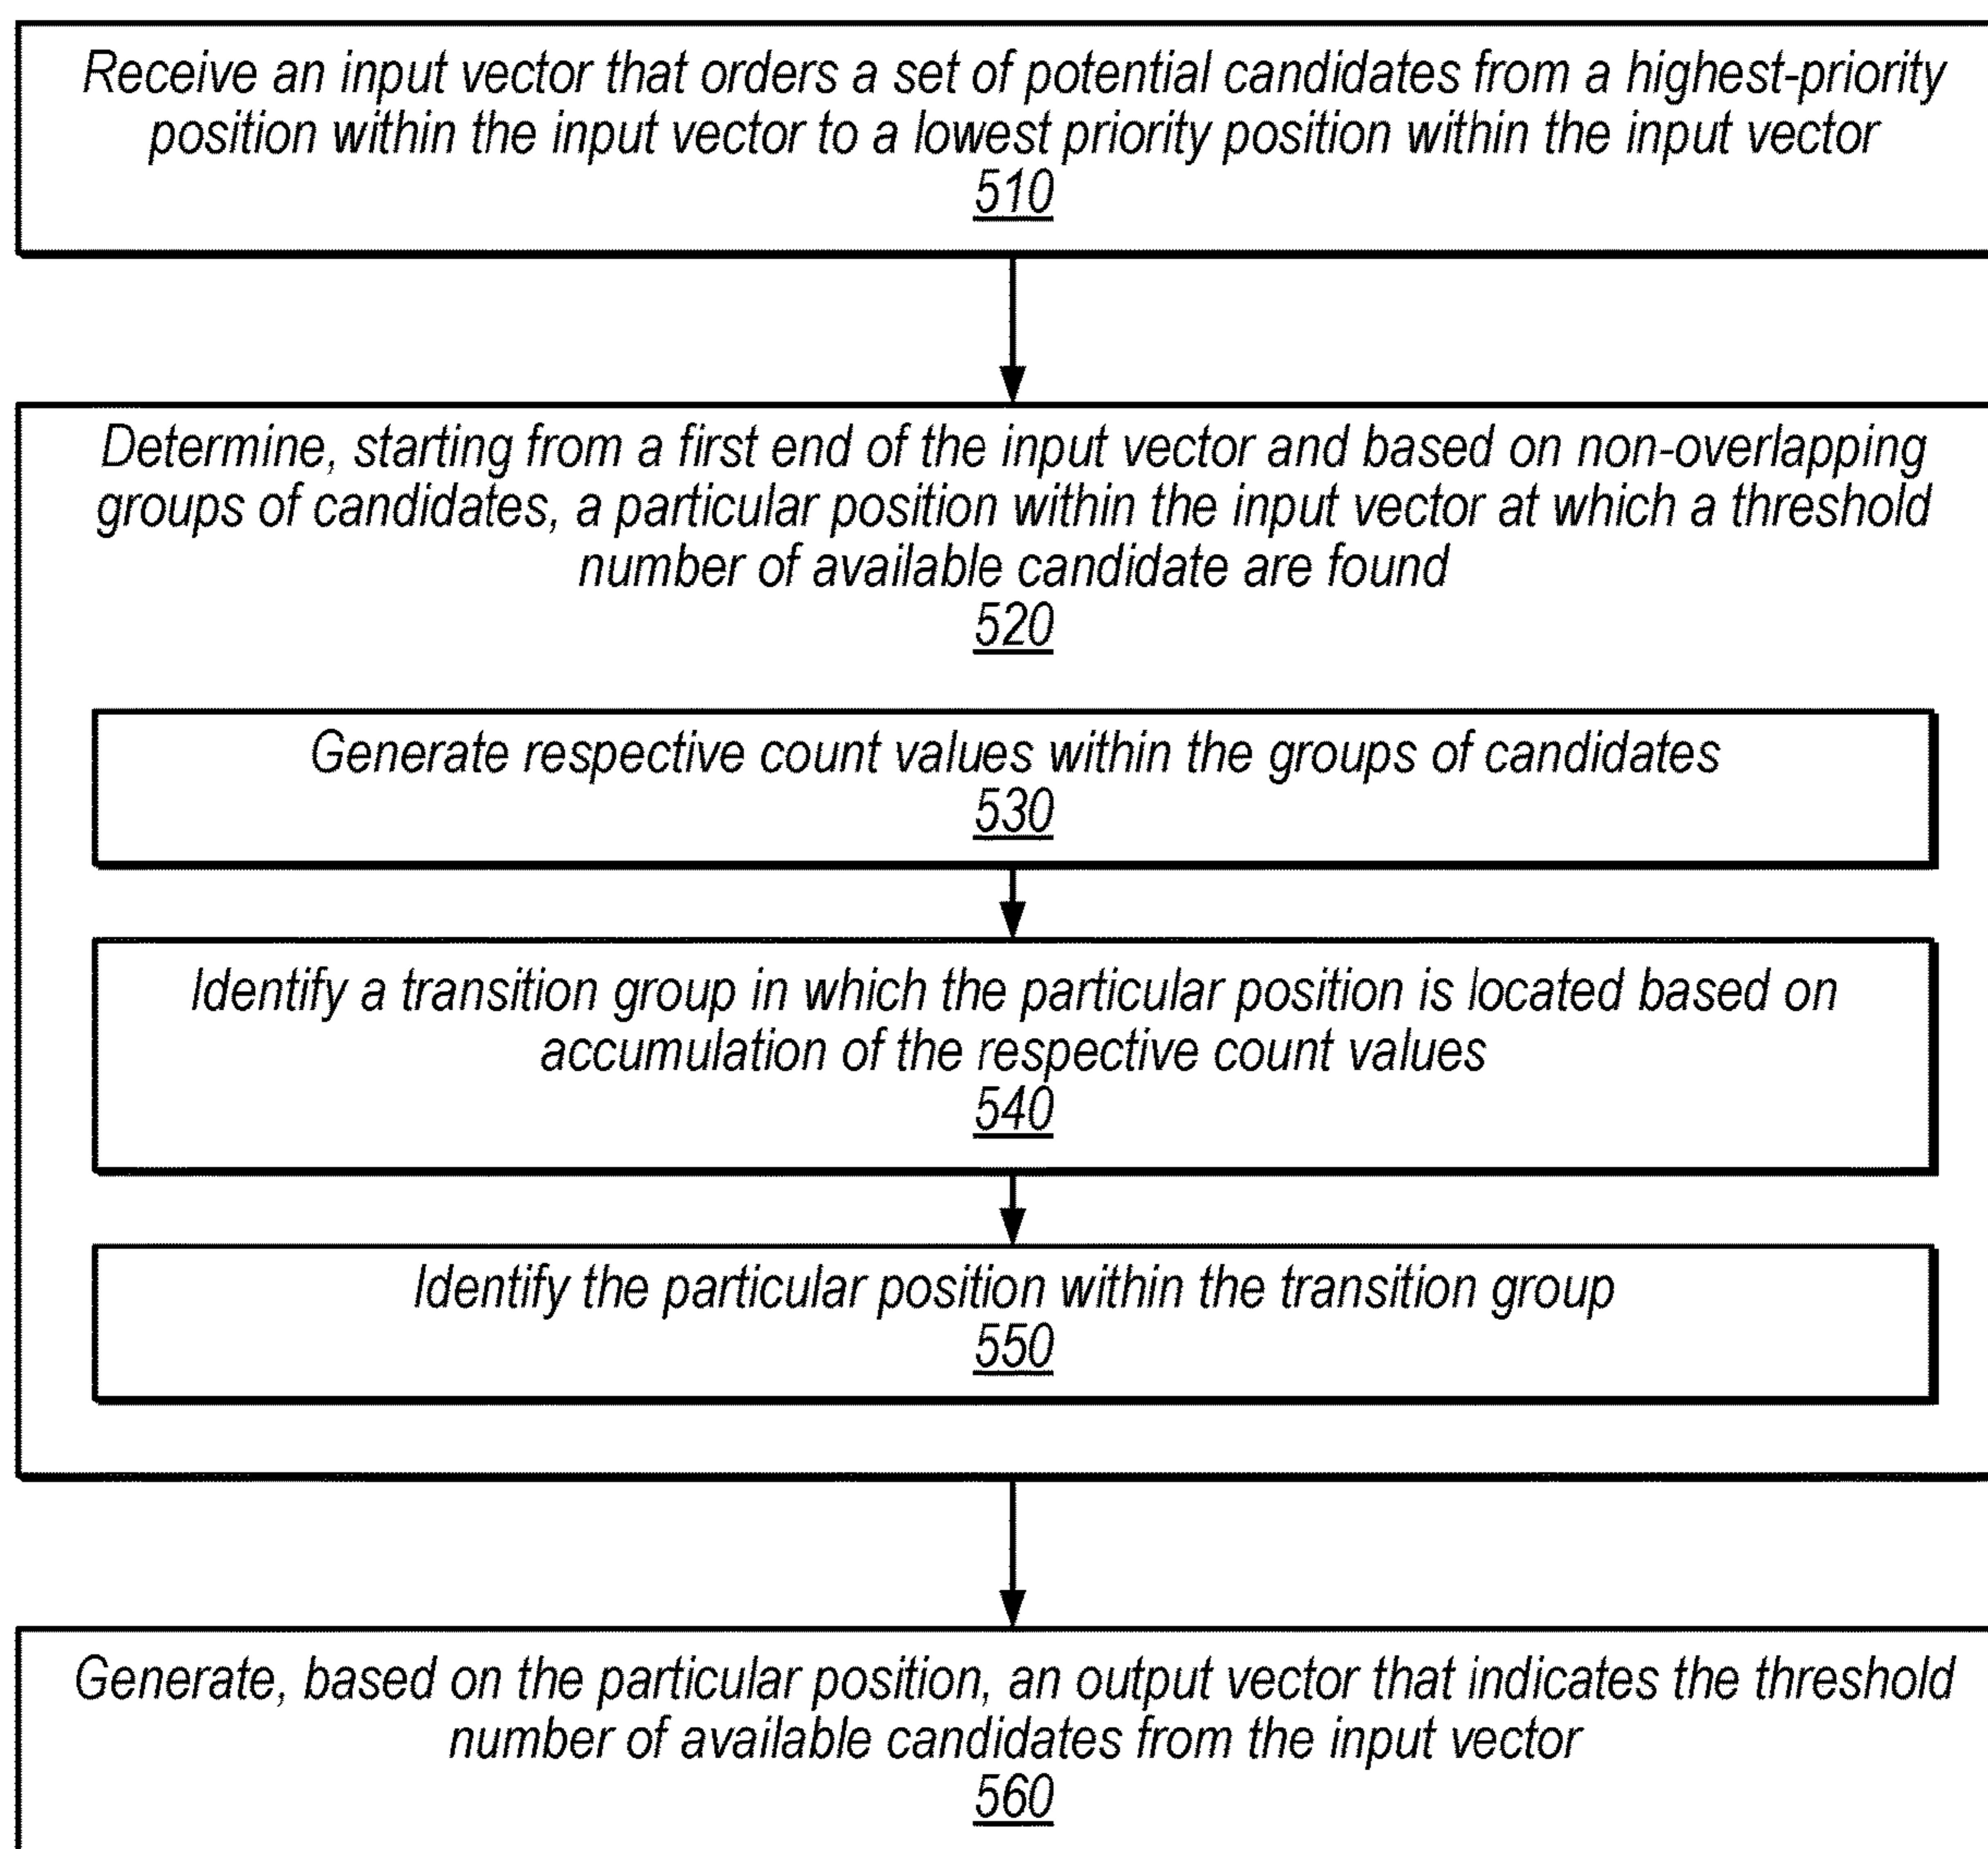 Receive an input vector that orders a set of potential candidates from a highest-priority
position within the input vector to a lowest priority position within the input vector
510
Determine, starting from a first end of the input vector and based on non-overlapping
groups of candidates, a particular position within the input vector at which a threshold
number of available candidate are found
520
Generate respective count values within the groups of candidates
530
Identify a transition group in which the particular position is located based on
accumulation of the respective count values
540
Identify the particular position within the transition group
550
Generate, based on the particular position, an output vector that indicates the threshold
number of available candidates from the input vector
560